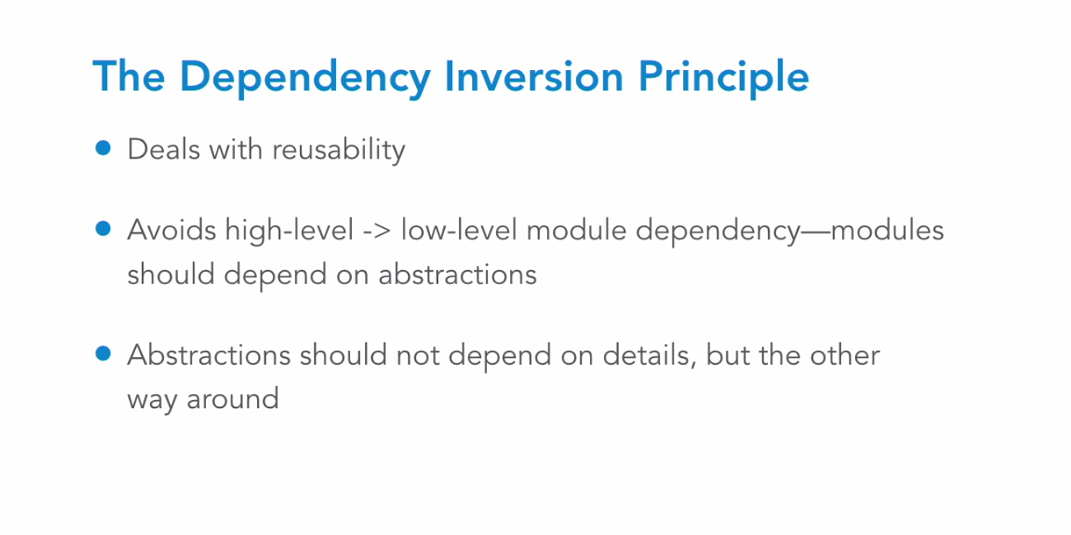 The Dependency Inversion Principle
● Deals with reusability
● Avoids high-level -> low-level module dependency—modules
should depend on abstractions
● Abstractions should not depend on details, but the other
way around